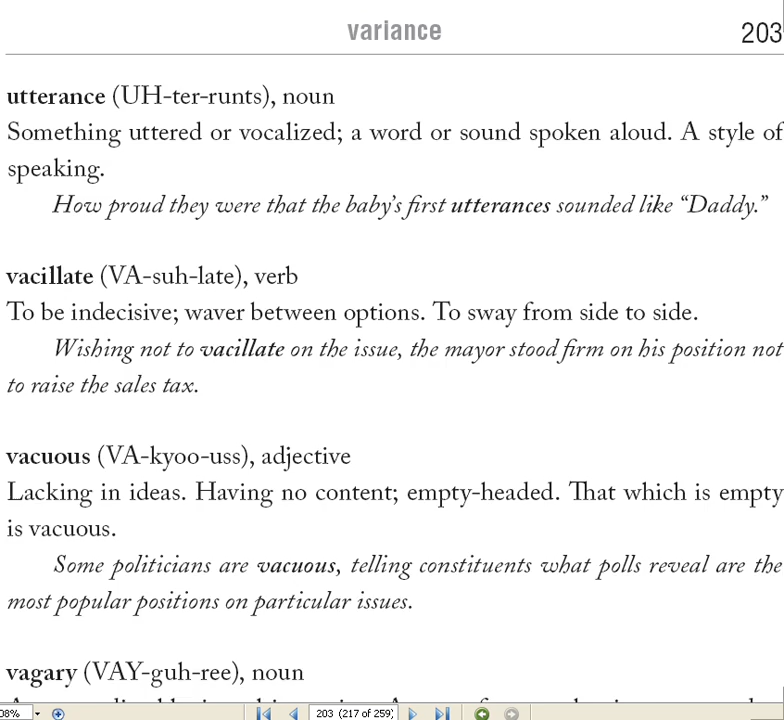 variance 203
utterance (UH-ter-runts), noun
Something uttered or vocalized; a word or sound spoken aloud. A style of
speaking.
How proud they were that the baby’s first utterances sounded like “Daddy.”
vacillate (VA-suh-late), verb
To be indecisive; waver between options. To sway from side to side.
Wishing not to vacillate on the issue, the mayor stood firm on his position not
to raise the sales tax.
vacuous (VA-kyoo-uss), adjective
Lacking in ideas. Having no content; empty-headed. That which is empty
is vacuous.
Some politicians are vacuous, telling constituents what polls reveal are the
most popular positions on particular issues.
vagary (VAY-guh-ree), noun
08% 203 (217 of 259)